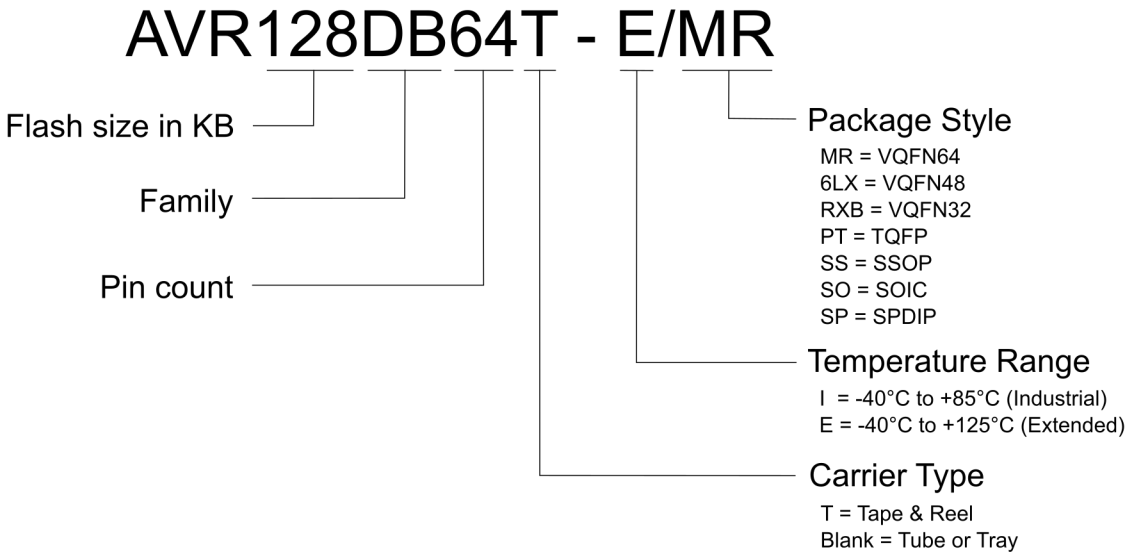 AVR128DB64T - E/MR
Flash size in KB
Family
Pin count
Package Style
MR = VQFN64
6LX = VQFN48
RXB = VQFN32
PT = TQFP
SS = SSOP
SO = SOIC
SP = SPDIP
Temperature Range
I = -40°C to +85°C (Industrial)
E = -40°C to +125°C (Extended)
Carrier Type
T = Tape & Reel
Blank = Tube or Tray